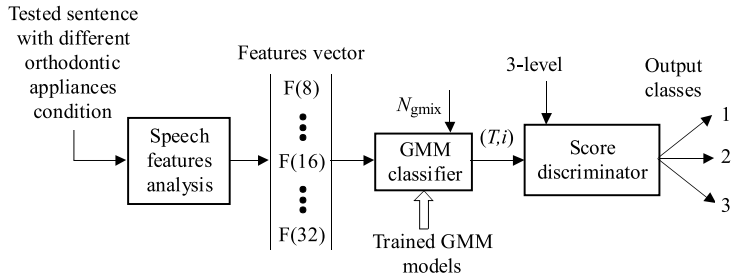 Tested sentence
with different
orthodontic
appliances
condition
Speech
features
analysis
Features vector
F(8)
F(16)
F(32)
N_gmix
GMM
classifier
Trained GMM
models
(T,i)
3-level
Score
discriminator
Output
classes
1
2
3